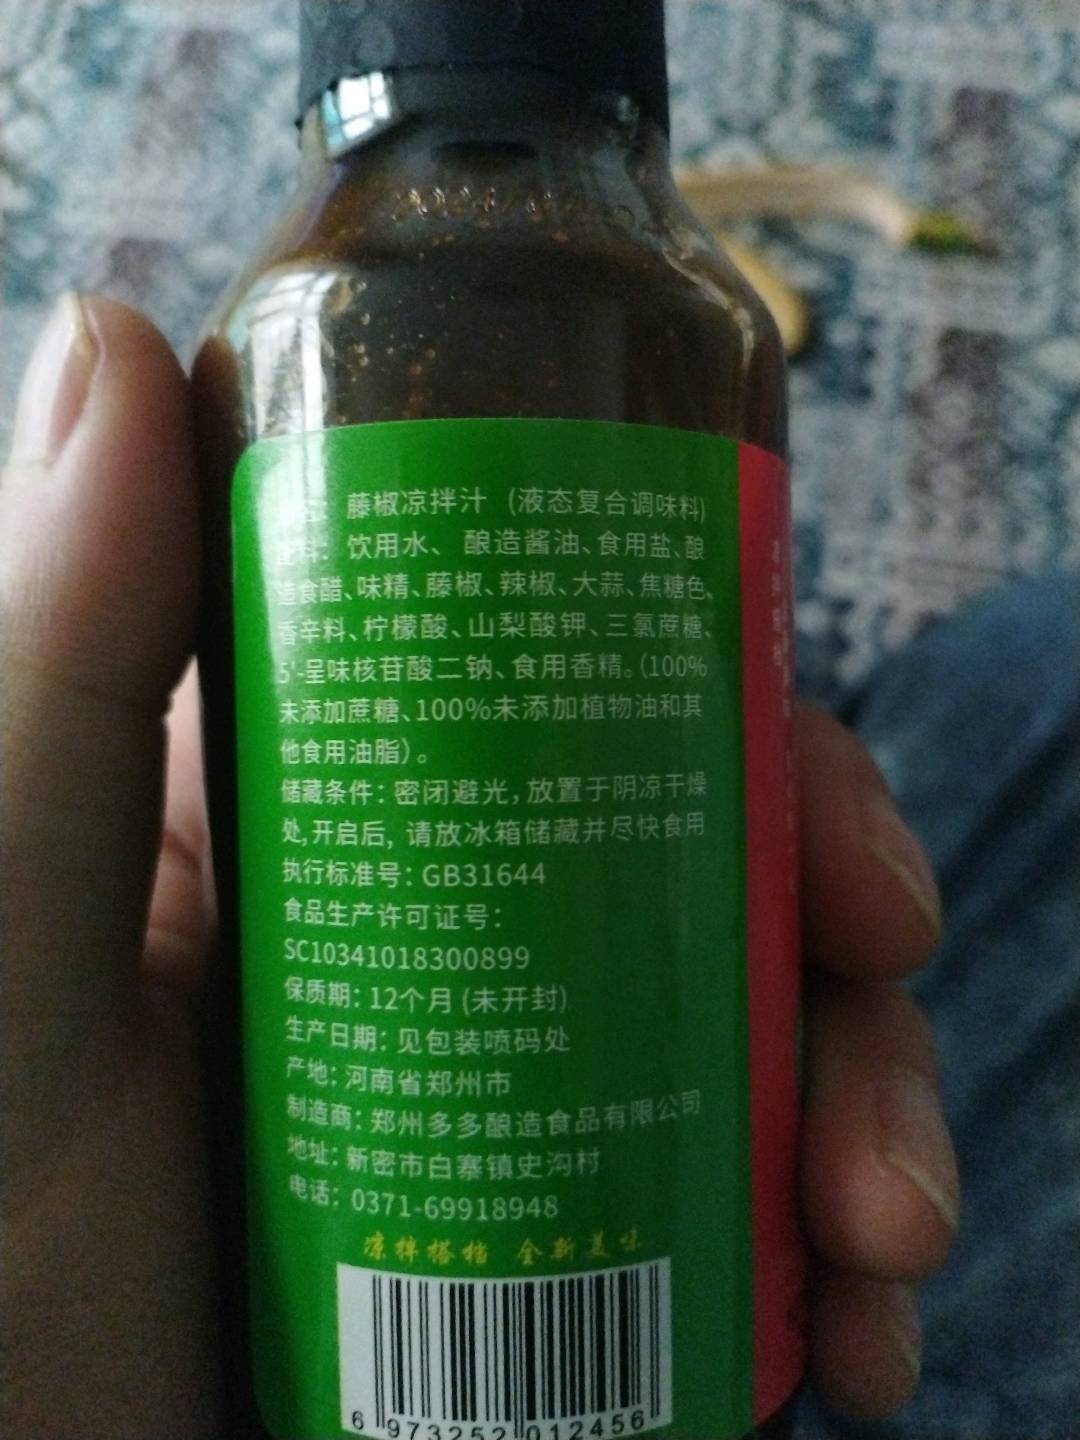 品名：藤椒凉拌汁 (液态复合调味料)
配料：饮用水、酿造酱油、食用盐、酿
造食醋、味精、藤椒、辣椒、大蒜、焦糖色、
香辛料、柠檬酸、山梨酸钾、三氯蔗糖、
5'-呈味核苷酸二钠、食用香精。(100%
未添加蔗糖、100%未添加植物油和其
他食用油脂)。
储藏条件：密闭避光，放置于阴凉干燥
处，开启后，请放冰箱储藏并尽快食用
执行标准号：GB31644
食品生产许可证号：
SC10341018300899
保质期：12个月(未开封)
生产日期：见包装喷码处
产地：河南省郑州市
制造商：郑州多多酿造食品有限公司
地址：新密市白寨镇史沟村
电话：0371-69918948
凉拌搭档 全新美味
6 973252 012456